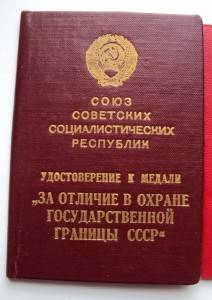 СОЮЗ
СОВЕТСКИХ
СОЦИАЛИСТИЧЕСКИХ
РЕСПУБЛИК
УДОСТОВЕРЕНИЕ К МЕДАЛИ
„ЗА ОТЛИЧИЕ В ОХРАНЕ
ГОСУДАРСТВЕННОЙ
ГРАНИЦЫ СССР“